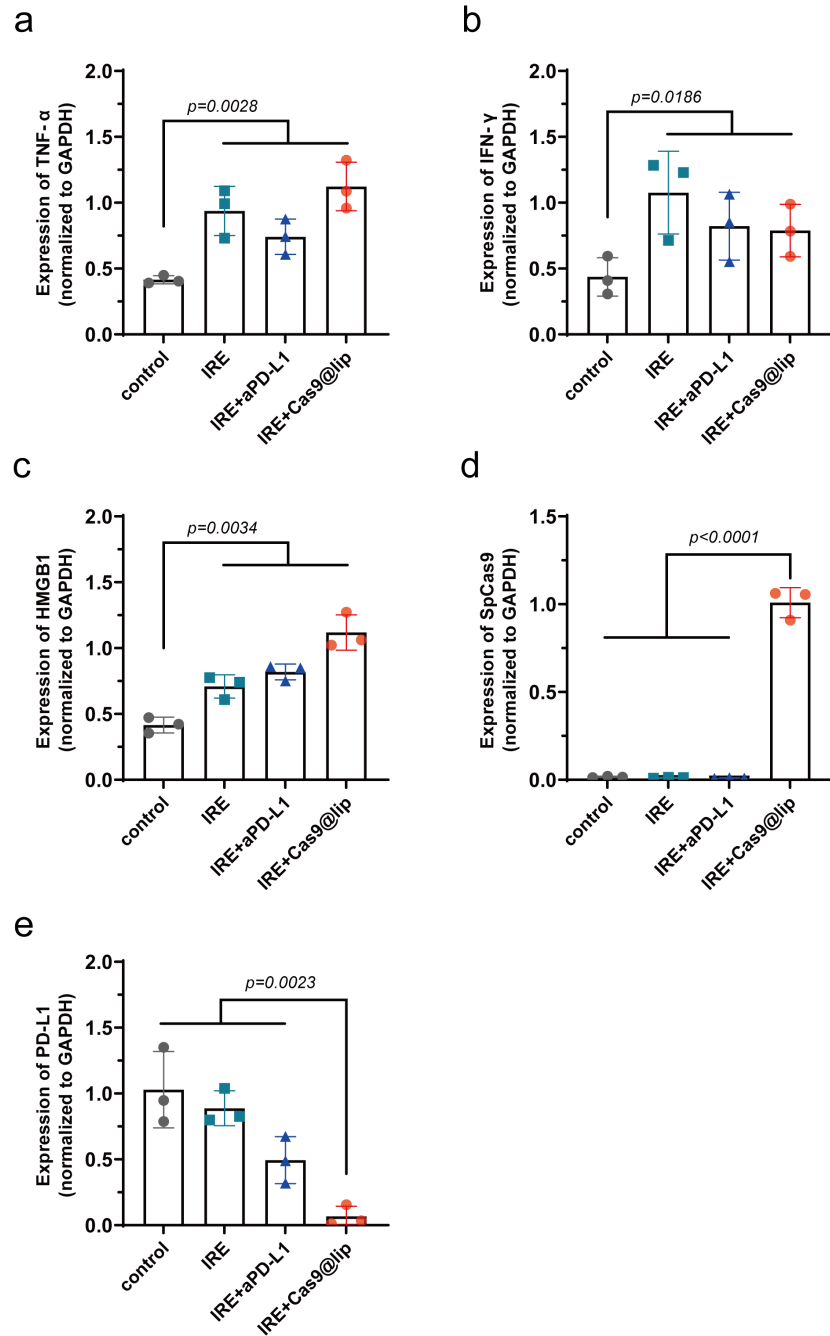 a
Expression of TNF-α
(normalized to GAPDH)
2.0
1.5
1.0
0.5
0.0
p=0.0028
control
IRE
IRE+aPD-L1
IRE+Cas9@lip
b
Expression of IFN-γ
(normalized to GAPDH)
2.0
1.5
1.0
0.5
0.0
p=0.0186
control
IRE
IRE+aPD-L1
IRE+Cas9@lip
c
Expression of HMGB1
(normalized to GAPDH)
2.0
1.5
1.0
0.5
0.0
p=0.0034
control
IRE
IRE+aPD-L1
IRE+Cas9@lip
d
Expression of SpCas9
(normalized to GAPDH)
1.5
1.0
0.5
0.0
p<0.0001
control
IRE
IRE+aPD-L1
IRE+Cas9@lip
e
Expression of PD-L1
(normalized to GAPDH)
2.0
1.5
1.0
0.5
0.0
p=0.0023
control
IRE
IRE+aPD-L1
IRE+Cas9@lip